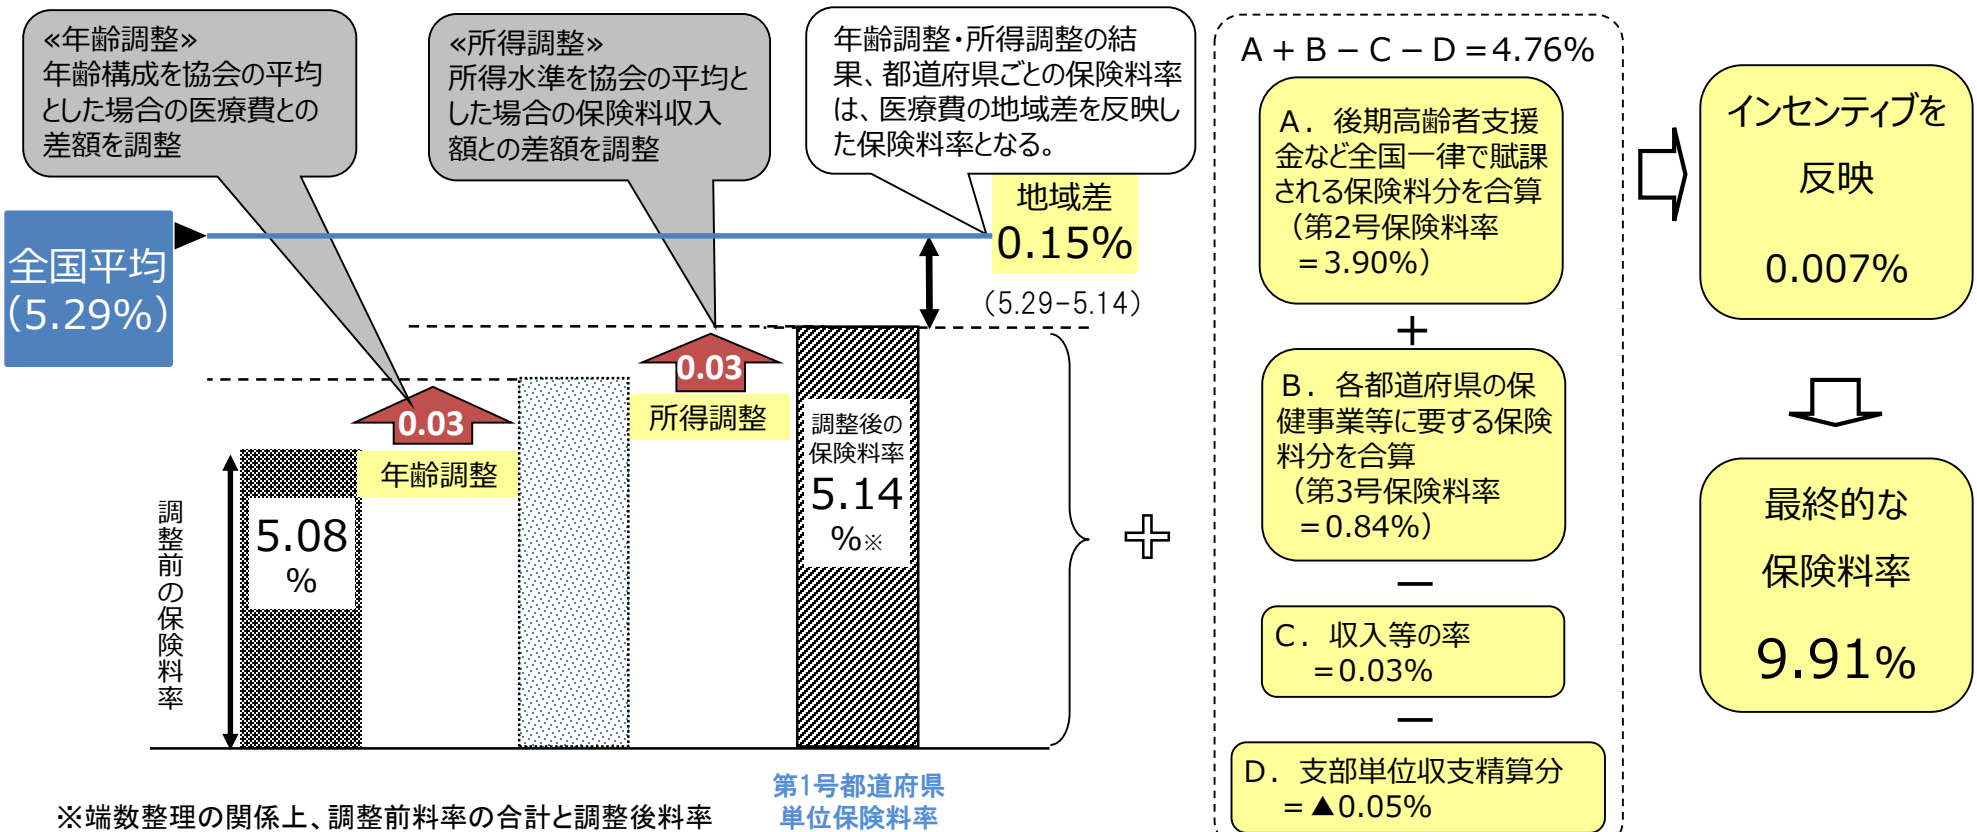 ≪年齢調整≫
年齢構成を協会の平均
とした場合の医療費との
差額を調整
≪所得調整≫
所得水準を協会の平均と
した場合の保険料収入
額との差額を調整
年齢調整・所得調整の結
果、都道府県ごとの保険料率
は、医療費の地域差を反映し
た保険料率となる。
全国平均
(5.29%)
地域差
0.15%
(5.29-5.14)
0.03
年齢調整
0.03
所得調整
調整前の保険料率
5.08
%
調整後の
保険料率
5.14
%※
第1号都道府県
単位保険料率
※端数整理の関係上、調整前料率の合計と調整後料率
+
A+B-C-D=4.76%
A. 後期高齢者支援
金など全国一律で賦課
される保険料分を合算
(第2号保険料率
=3.90%)
+
B. 各都道府県の保
健事業等に要する保険
料分を合算
(第3号保険料率
=0.84%)
-
C. 収入等の率
=0.03%
-
D. 支部単位収支精算分
=▲0.05%
インセンティブを
反映
0.007%
最終的な
保険料率
9.91%